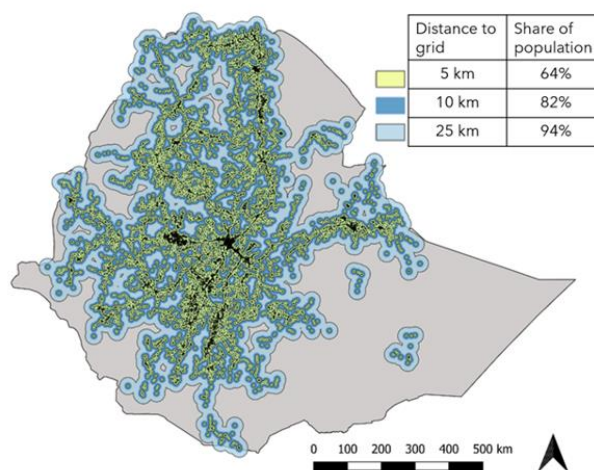 Distance to Share of
grid population
5 km 64%
10 km 82%
25 km 94%
0 100 200 300 400 500 km